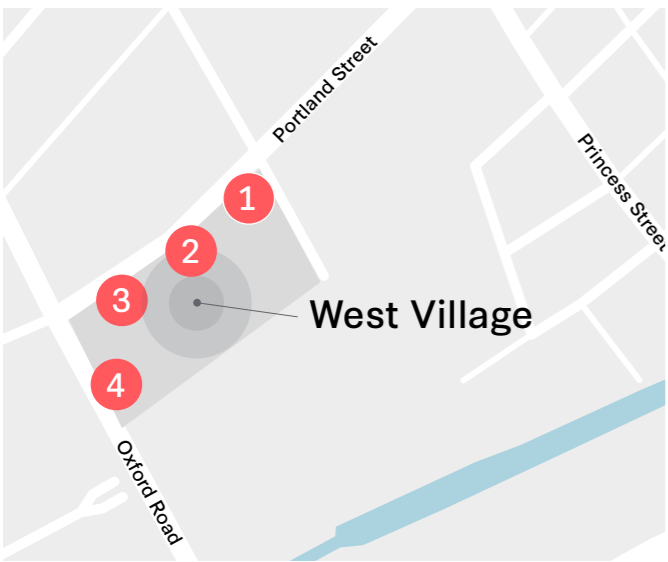 Portland Street
Princess Street
1
2
3
West Village
4
Oxford Road